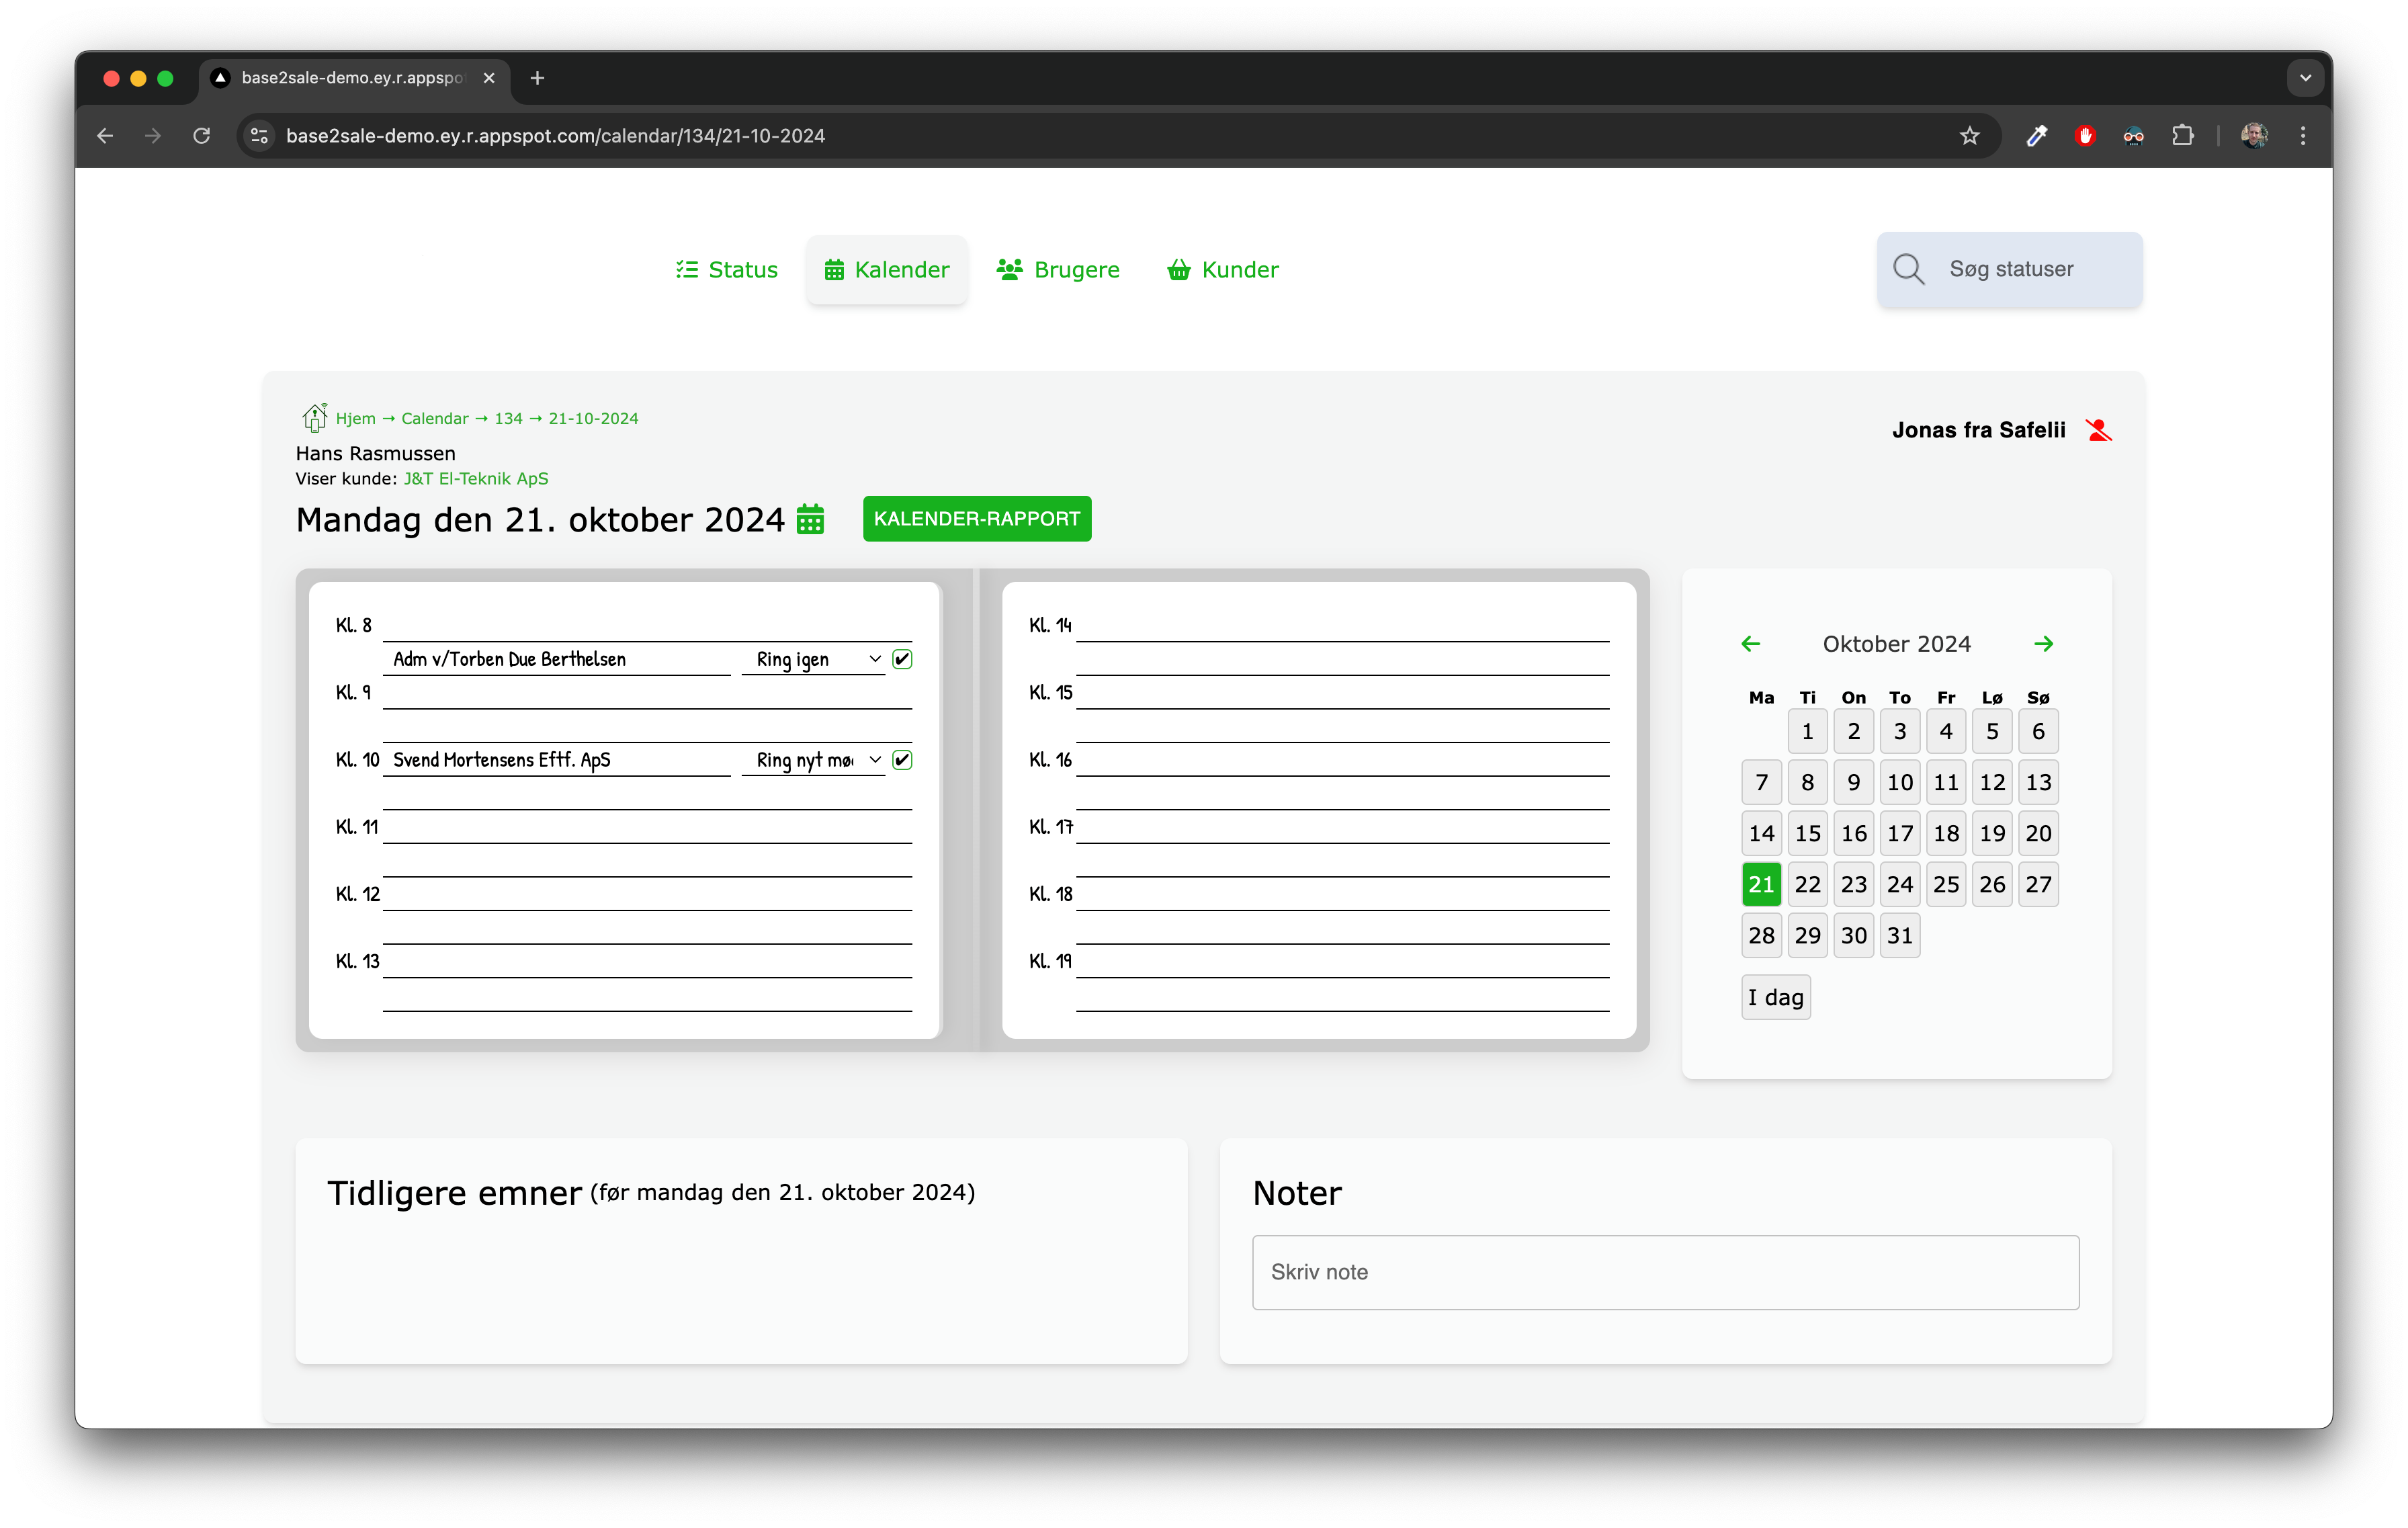 base2sale-demo.ey.r.appspo
base2sale-demo.ey.r.appspot.com/calendar/134/21-10-2024
Status Kalender Brugere Kunder
Søg statuser
Hjem → Calendar → 134 → 21-10-2024
Jonas fra Safelii
Hans Rasmussen
Viser kunde: J&T El-Teknik ApS
Mandag den 21. oktober 2024
KALENDER-RAPPORT
Kl. 8
Adm v/Torben Due Berthelsen Ring igen
Kl. 9
Kl. 10 Svend Mortensens Eftf. ApS Ring nyt
Kl. 11
Kl. 12
Kl. 13
Kl. 14
Kl. 15
Kl. 16
Kl. 17
Kl. 18
Kl. 19
Oktober 2024
Ma Ti On To Fr Lø Sø
1 2 3 4 5 6
7 8 9 10 11 12 13
14 15 16 17 18 19 20
21 22 23 24 25 26 27
28 29 30 31
I dag
Tidligere emner (før mandag den 21. oktober 2024)
Noter
Skriv note